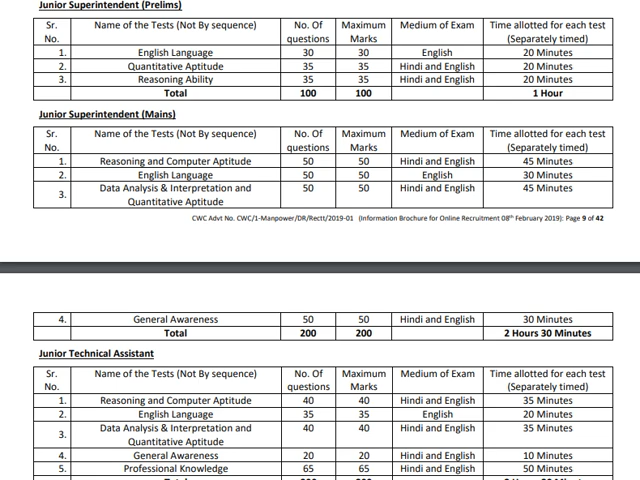 Junior Superintendent (Prelims)
Sr. No. Name of the Tests (Not By sequence) No. Of questions Maximum Marks Medium of Exam Time allotted for each test (Separately timed)
1. English Language 30 30 English 20 Minutes
2. Quantitative Aptitude 35 35 Hindi and English 20 Minutes
3. Reasoning Ability 35 35 Hindi and English 20 Minutes
Total 100 100 1 Hour
Junior Superintendent (Mains)
Sr. No. Name of the Tests (Not By sequence) No. Of questions Maximum Marks Medium of Exam Time allotted for each test (Separately timed)
1. Reasoning and Computer Aptitude 50 50 Hindi and English 45 Minutes
2. English Language 50 50 English 30 Minutes
3. Data Analysis & Interpretation and Quantitative Aptitude 50 50 Hindi and English 45 Minutes
CWC Advt No. CWC/1-Manpower/DR/Rectt/2019-01 (Information Brochure for Online Recruitment 08th February 2019): Page 9 of 42
4. General Awareness 50 50 Hindi and English 30 Minutes
Total 200 200 2 Hours 30 Minutes
Junior Technical Assistant
Sr. No. Name of the Tests (Not By sequence) No. Of questions Maximum Marks Medium of Exam Time allotted for each test (Separately timed)
1. Reasoning and Computer Aptitude 40 40 Hindi and English 35 Minutes
2. English Language 35 35 English 20 Minutes
3. Data Analysis & Interpretation and Quantitative Aptitude 40 40 Hindi and English 35 Minutes
4. General Awareness 20 20 Hindi and English 10 Minutes
5. Professional Knowledge 65 65 Hindi and English 50 Minutes